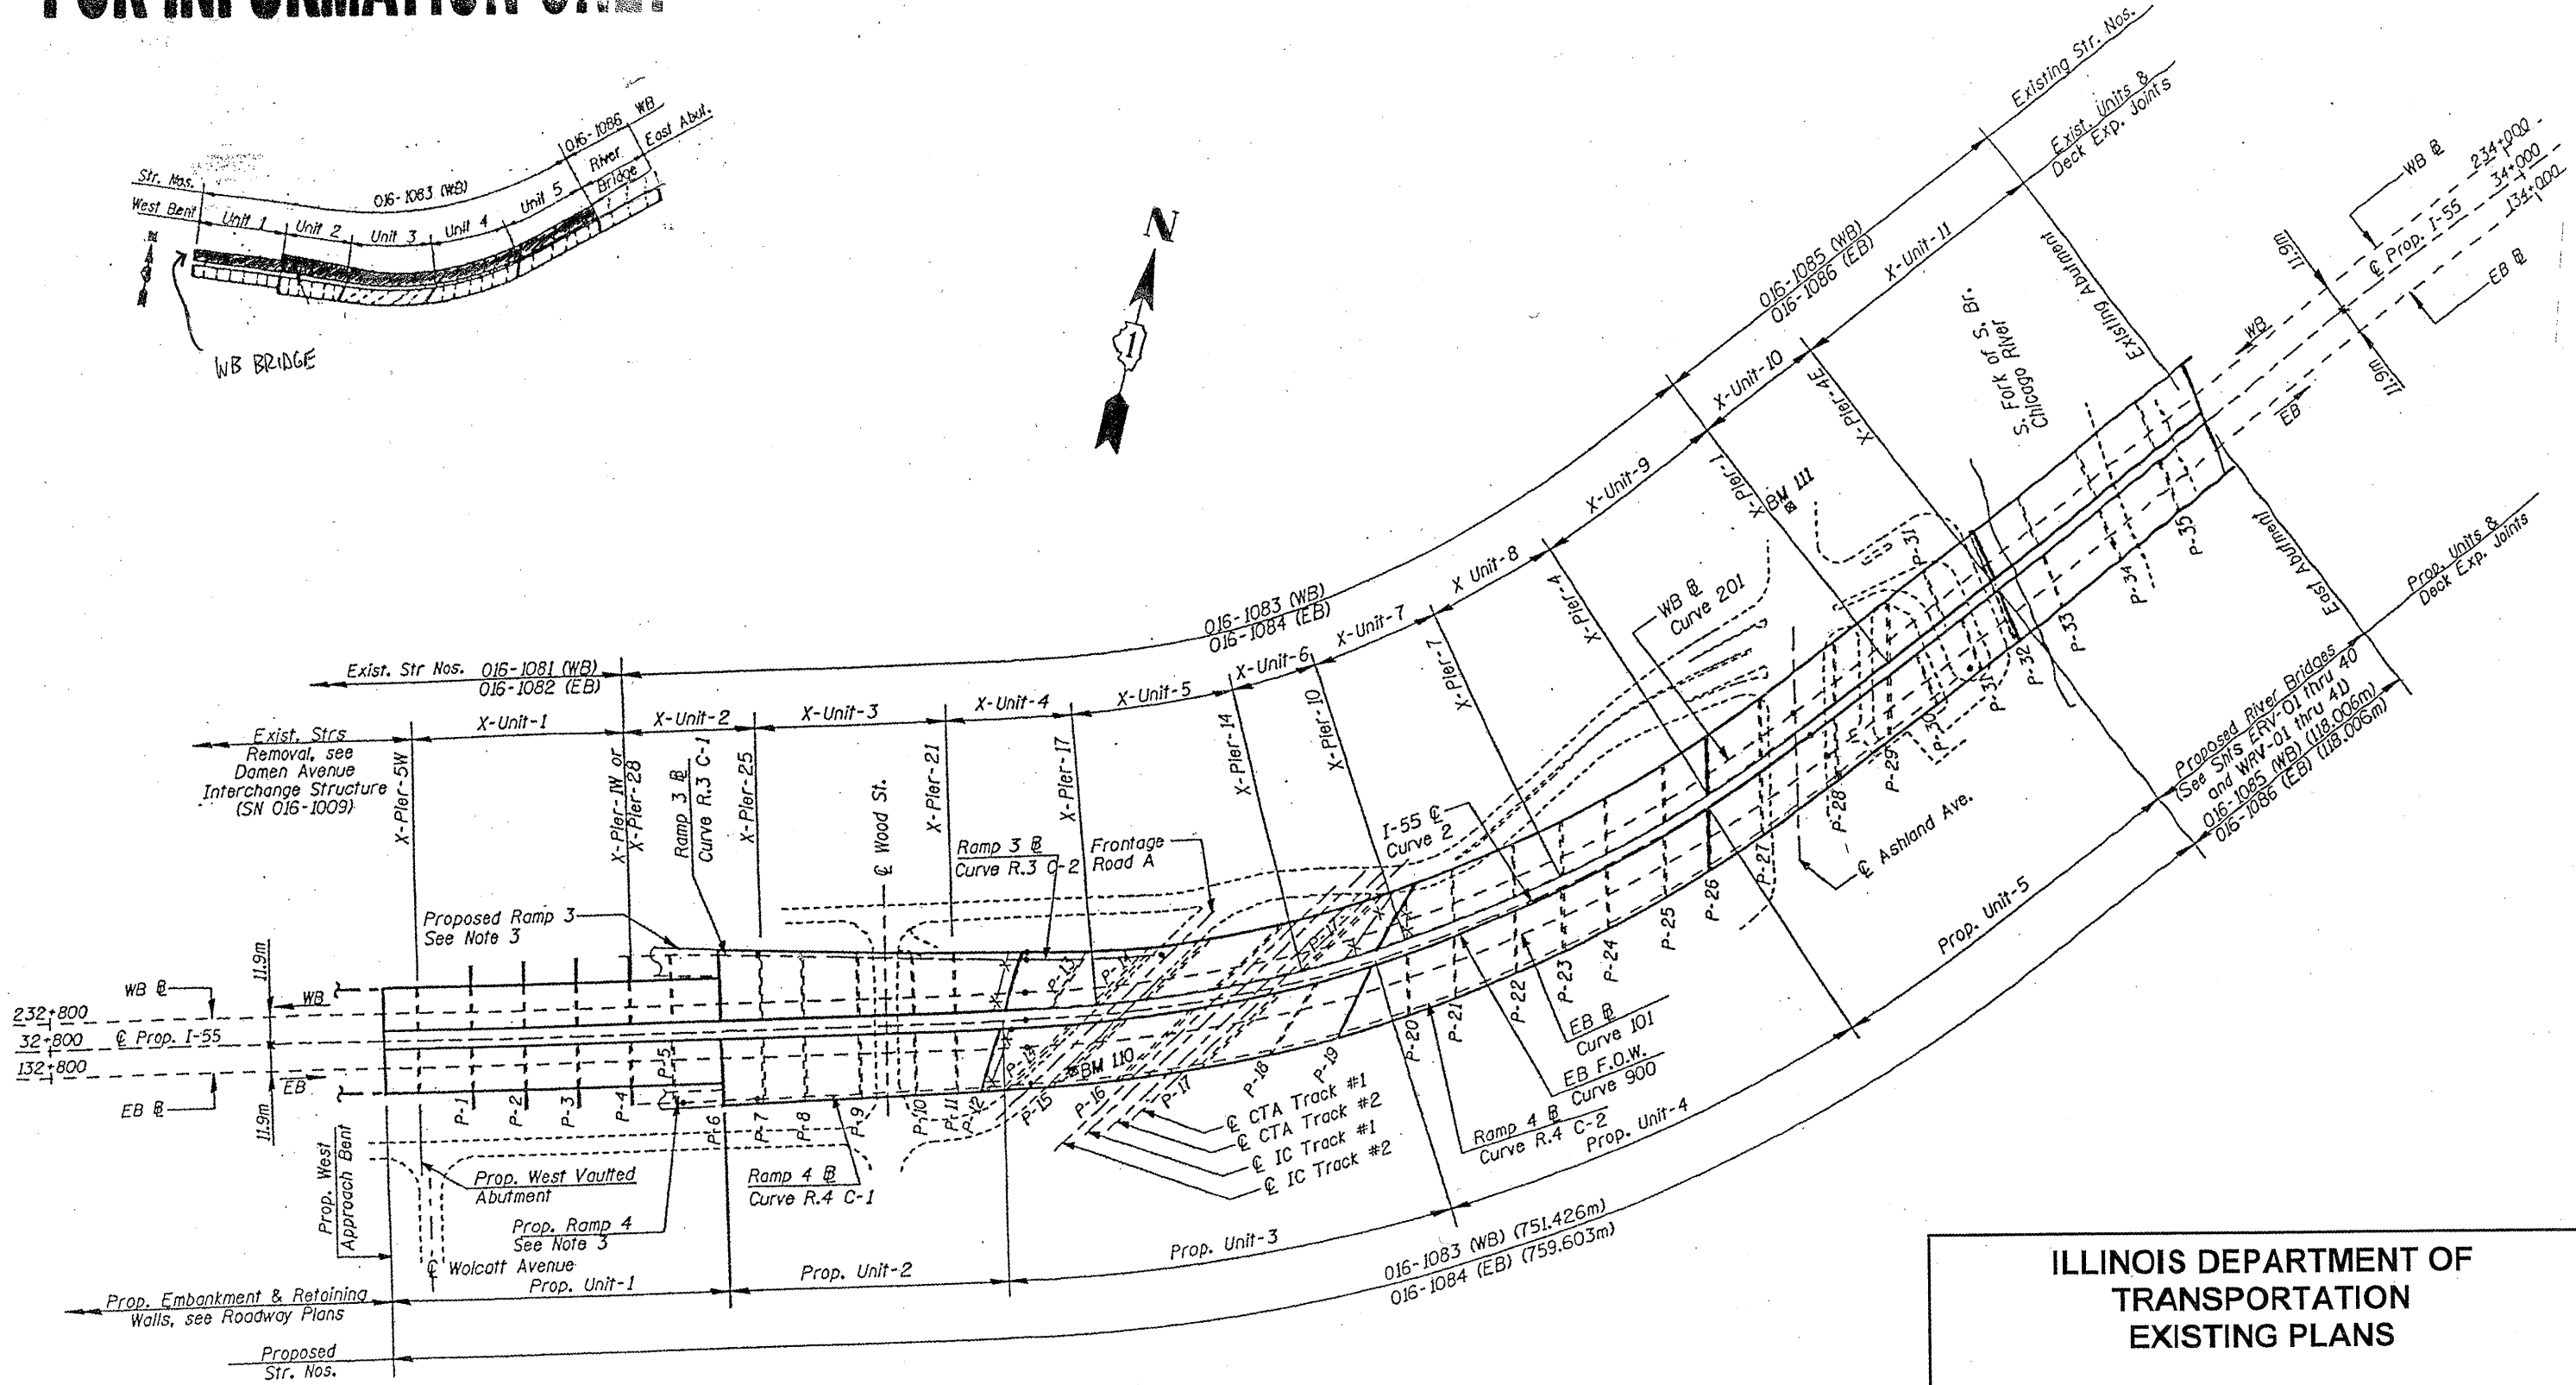 FOR INFORMATION ONLY
Str. Nos.
016-1083 (WB)
016-1086 WB
West Bent
Unit 1
Unit 2
Unit 3
Unit 4
Unit 5
River
Bridge
East Abut.
WB BRIDGE
N
1
Existing Str. Nos.
Exist. Units &
Deck Exp. Joints
016-1085 (WB)
016-1086 (EB)
X-Unit-11
X-Unit-10
X-Unit-9
X Unit-8
X-Unit-7
X-Unit-6
X-Unit-5
X-Unit-4
X-Unit-3
X-Unit-2
X-Unit-1
016-1083 (WB)
016-1084 (EB)
Exist. Str Nos. 016-1081 (WB)
016-1082 (EB)
Exist. Strs
Removal, see
Damen Avenue
Interchange Structure
(SN 016-1009)
X-Pier-5W
X-Pier-1W or
X-Pier-28
Ramp 3 ⅊
Curve R.3 C-1
X-Pier-25
℄ Wood St.
X-Pier-21
X-Pier-17
X-Pier-14
X-Pier-10
X-Pier-7
X-Pier-4
X-Pier-1
X-Pier-4E
BM 111
S. Fork of S. Br.
Chicago River
Existing Abutment
WB ⅊
234+000
℄ Prop. I-55
34+000
134+000
EB ⅊
11.9m
11.9m
WB
EB
WB ⅊
Curve 201
I-55 ℄
Curve 2
Ramp 3 ⅊
Curve R.3 C-2
Frontage
Road A
Proposed Ramp 3
See Note 3
WB ⅊
232+800
32+800
132+800
℄ Prop. I-55
EB ⅊
11.9m
11.9m
WB
EB
P-1
P-2
P-3
P-4
P-5
P-6
P-7
P-8
P-9
P-10
P-11
P-12
P-13
P-15
P-16
P-17
P-18
P-19
P-20
P-21
P-22
P-23
P-24
P-25
P-26
P-27
P-28
P-29
P-30
P-31
P-31
P-32
P-33
P-34
P-35
BM 110
East Abutment
Prop. Units &
Deck Exp. Joints
℄ Ashland Ave.
Proposed River Bridges
(See Shts ERV-01 thru 40
and WRV-01 thru 41)
016-1085 (WB) (118.006m)
016-1086 (EB) (118.006m)
EB ⅊
Curve 101
EB F.O.W.
Curve 900
Ramp 4 ⅊
Curve R.4 C-2
℄ CTA Track #1
℄ CTA Track #2
℄ IC Track #1
℄ IC Track #2
Prop. West
Approach Bent
Prop. West Vaulted
Abutment
Prop. Ramp 4
See Note 3
Ramp 4 ⅊
Curve R.4 C-1
℄ Wolcott Avenue
Prop. Unit-1
Prop. Unit-2
Prop. Unit-3
Prop. Unit-4
Prop. Unit-5
Prop. Embankment & Retaining
Walls, see Roadway Plans
Proposed
Str. Nos.
016-1083 (WB) (751.426m)
016-1084 (EB) (759.603m)
ILLINOIS DEPARTMENT OF
TRANSPORTATION
EXISTING PLANS